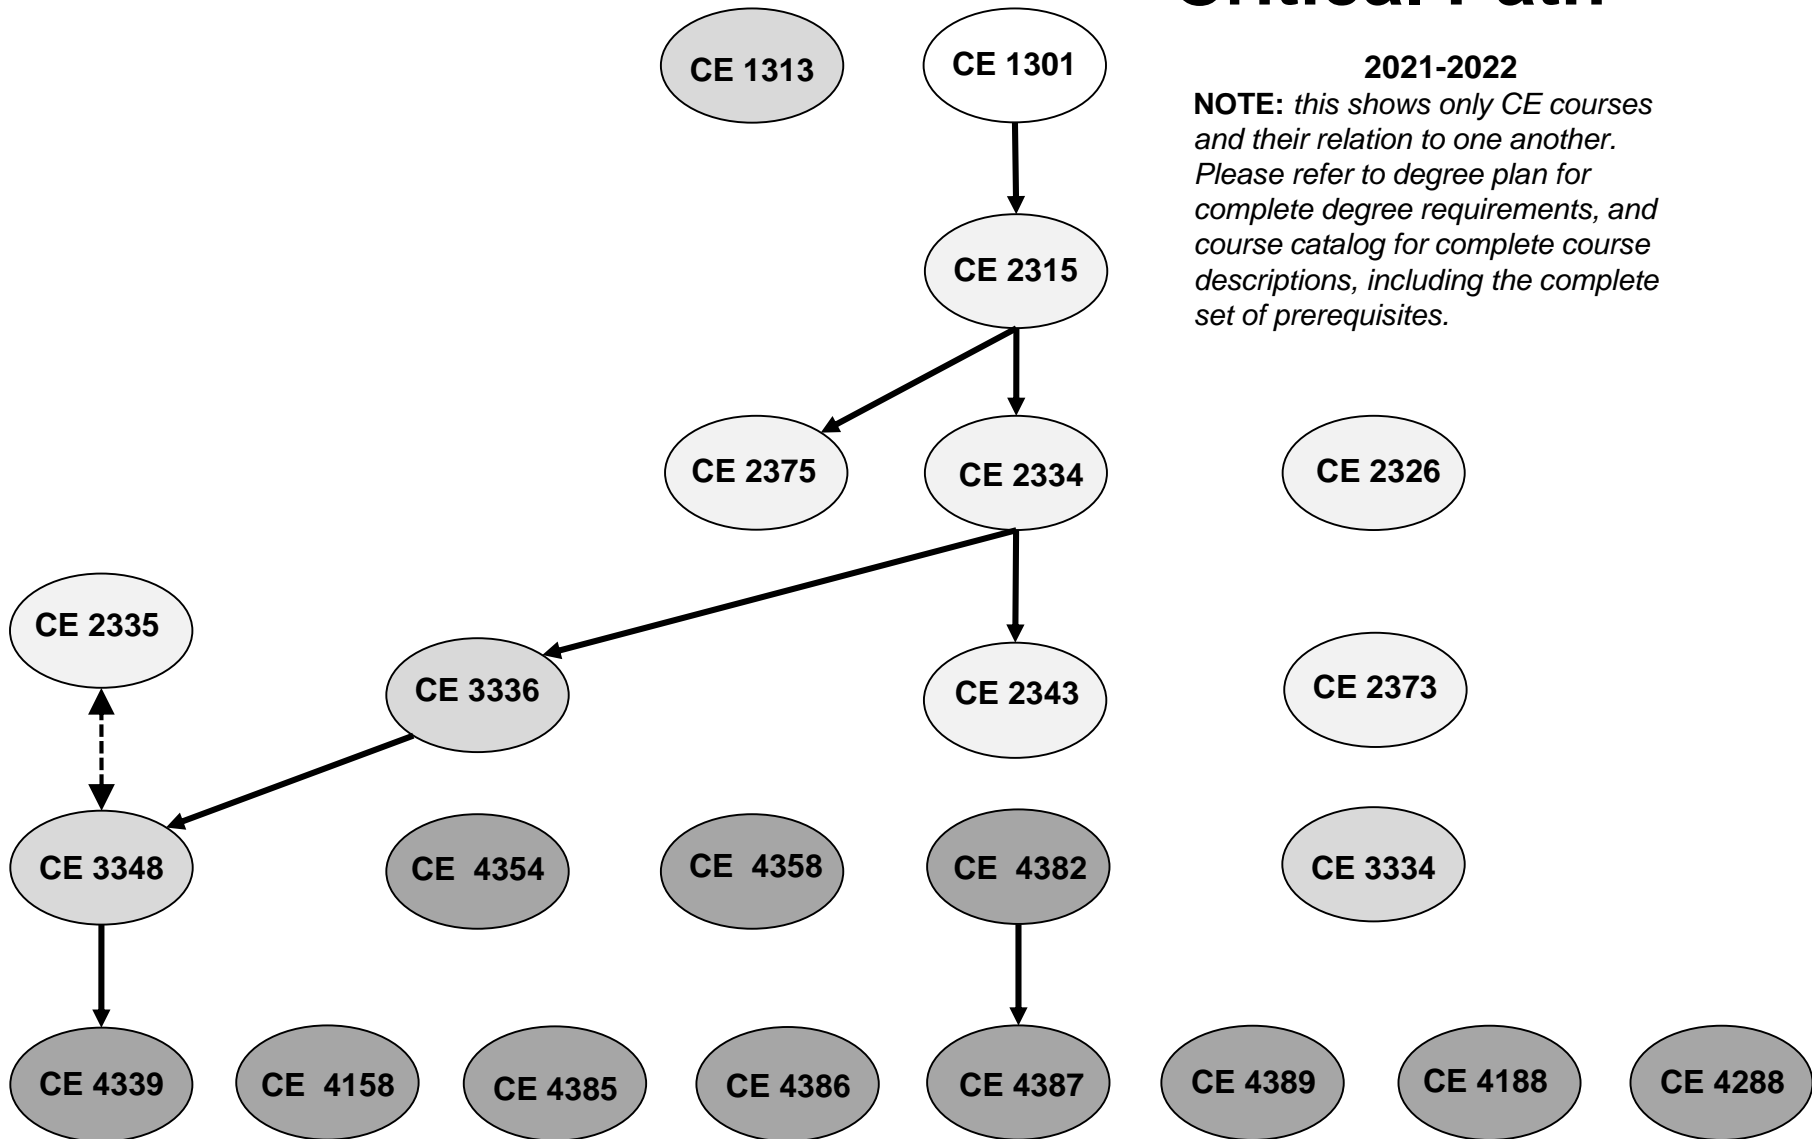 Critical Path
CE 1313
CE 1301
2021-2022
NOTE: this shows only CE courses
and their relation to one another.
Please refer to degree plan for
complete degree requirements, and
course catalog for complete course
descriptions, including the complete
set of prerequisites.
CE 2315
CE 2375
CE 2334
CE 2326
CE 2335
CE 3336
CE 2343
CE 2373
CE 3348
CE 4354
CE 4358
CE 4382
CE 3334
CE 4339
CE 4158
CE 4385
CE 4386
CE 4387
CE 4389
CE 4188
CE 4288